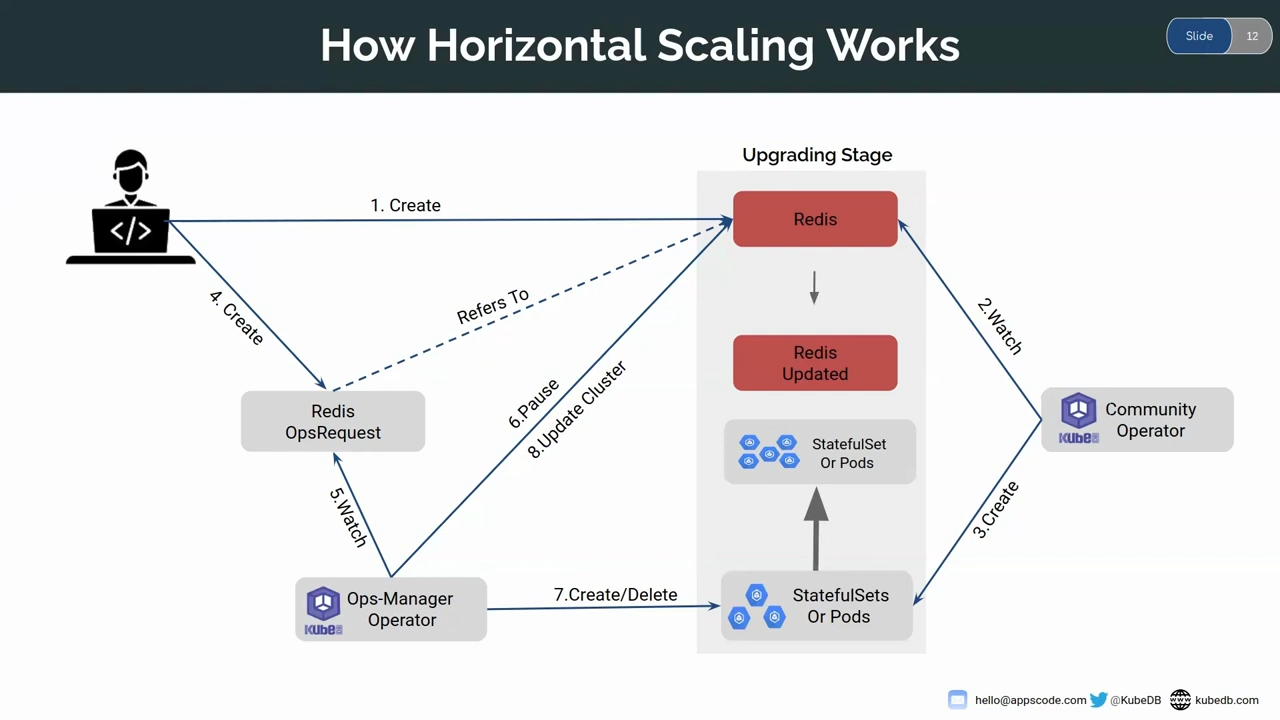 How Horizontal Scaling Works
Slide 12
Upgrading Stage
</>
1. Create
Redis
4. Create
Refers To
2.Watch
Redis
Updated
6.Pause
8.Update Cluster
Redis
OpsRequest
KubeDB
Community
Operator
StatefulSet
Or Pods
5.Watch
3.Create
KubeDB
Ops-Manager
Operator
7.Create/Delete
StatefulSets
Or Pods
hello@appscode.com @KubeDB kubedb.com